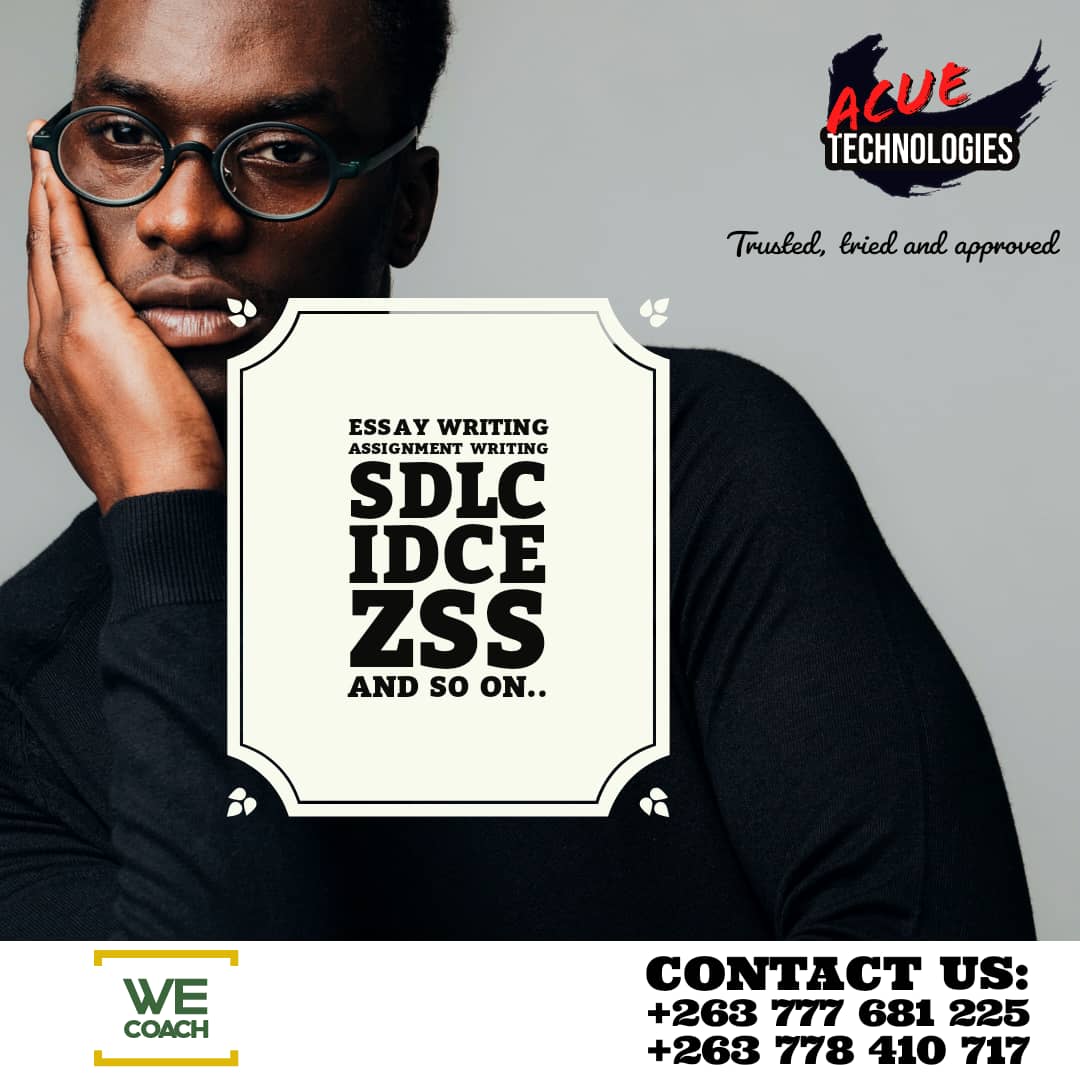 ACUE
TECHNOLOGIES
Trusted, tried and approved
ESSAY WRITING
ASSIGNMENT WRITING
SDLC
IDCE
ZSS
AND SO ON..
WE
COACH
CONTACT US:
+263 777 681 225
+263 778 410 717